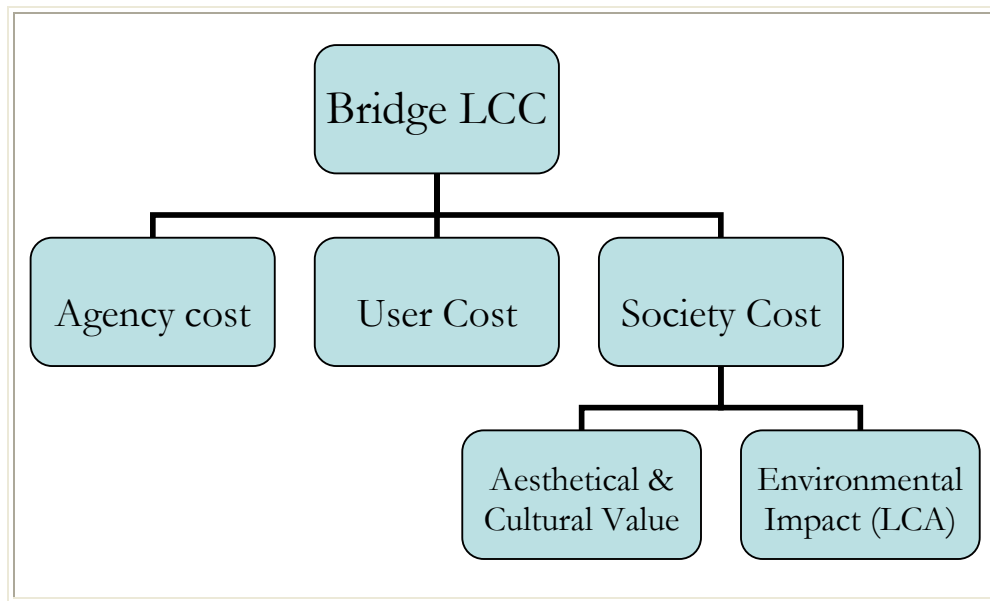 Bridge LCC
Agency cost
User Cost
Society Cost
Aesthetical &
Cultural Value
Environmental
Impact (LCA)